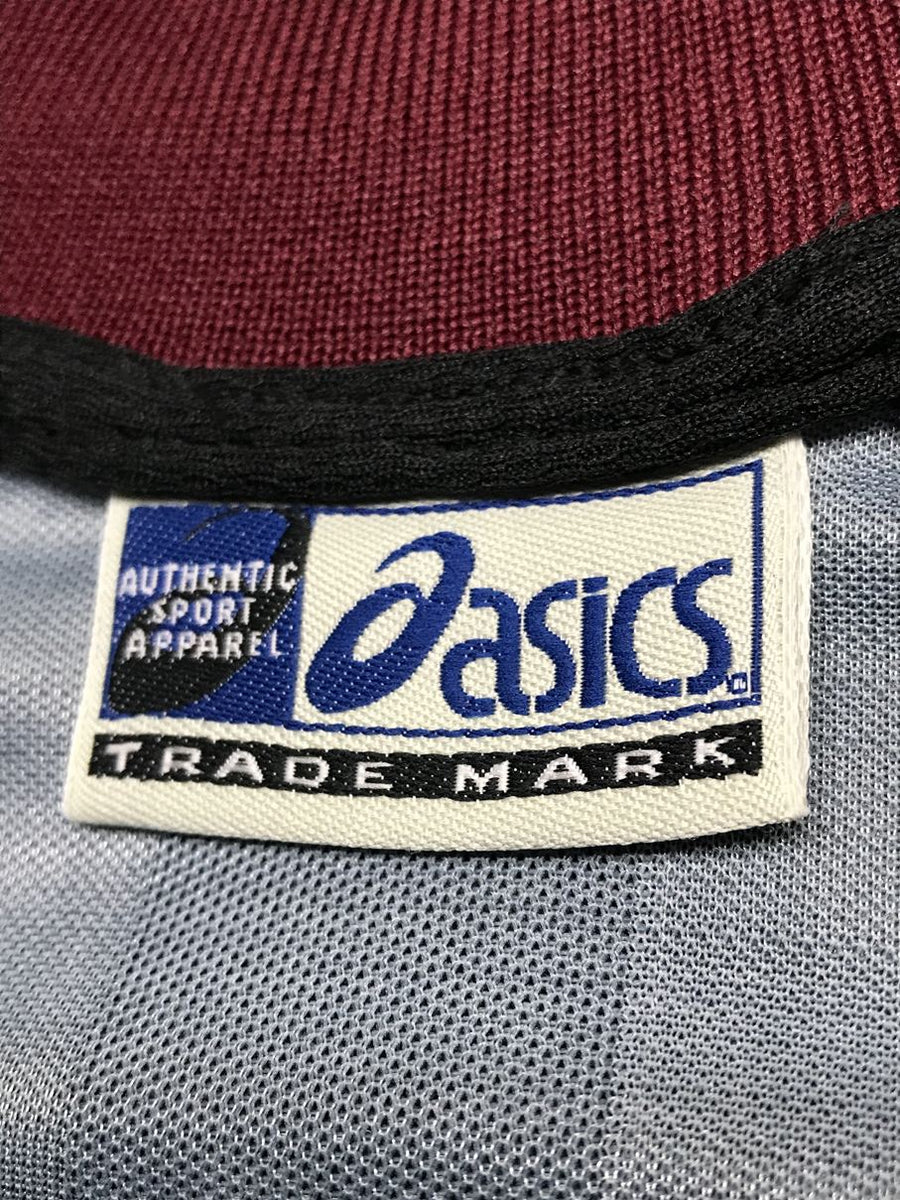 AUTHENTIC
SPORT
APPAREL
asics
TRADE MARK